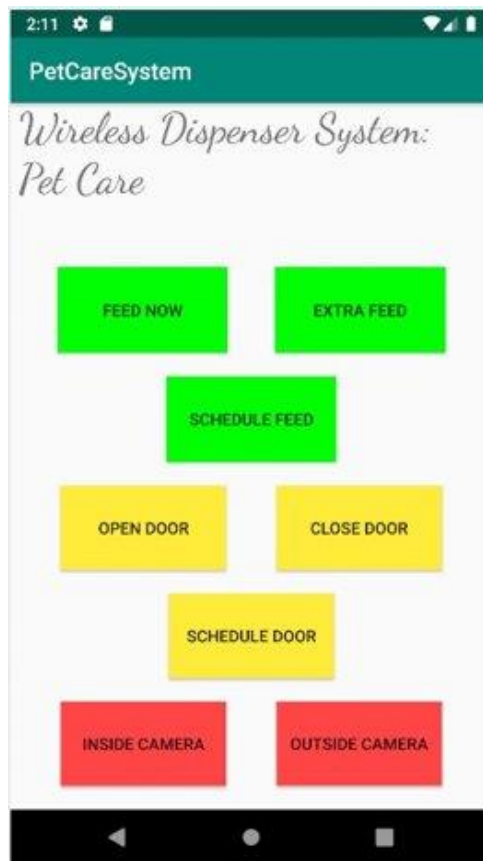 2:11
PetCareSystem
Wireless Dispenser System:
Pet Care
FEED NOW
EXTRA FEED
SCHEDULE FEED
OPEN DOOR
CLOSE DOOR
SCHEDULE DOOR
INSIDE CAMERA
OUTSIDE CAMERA